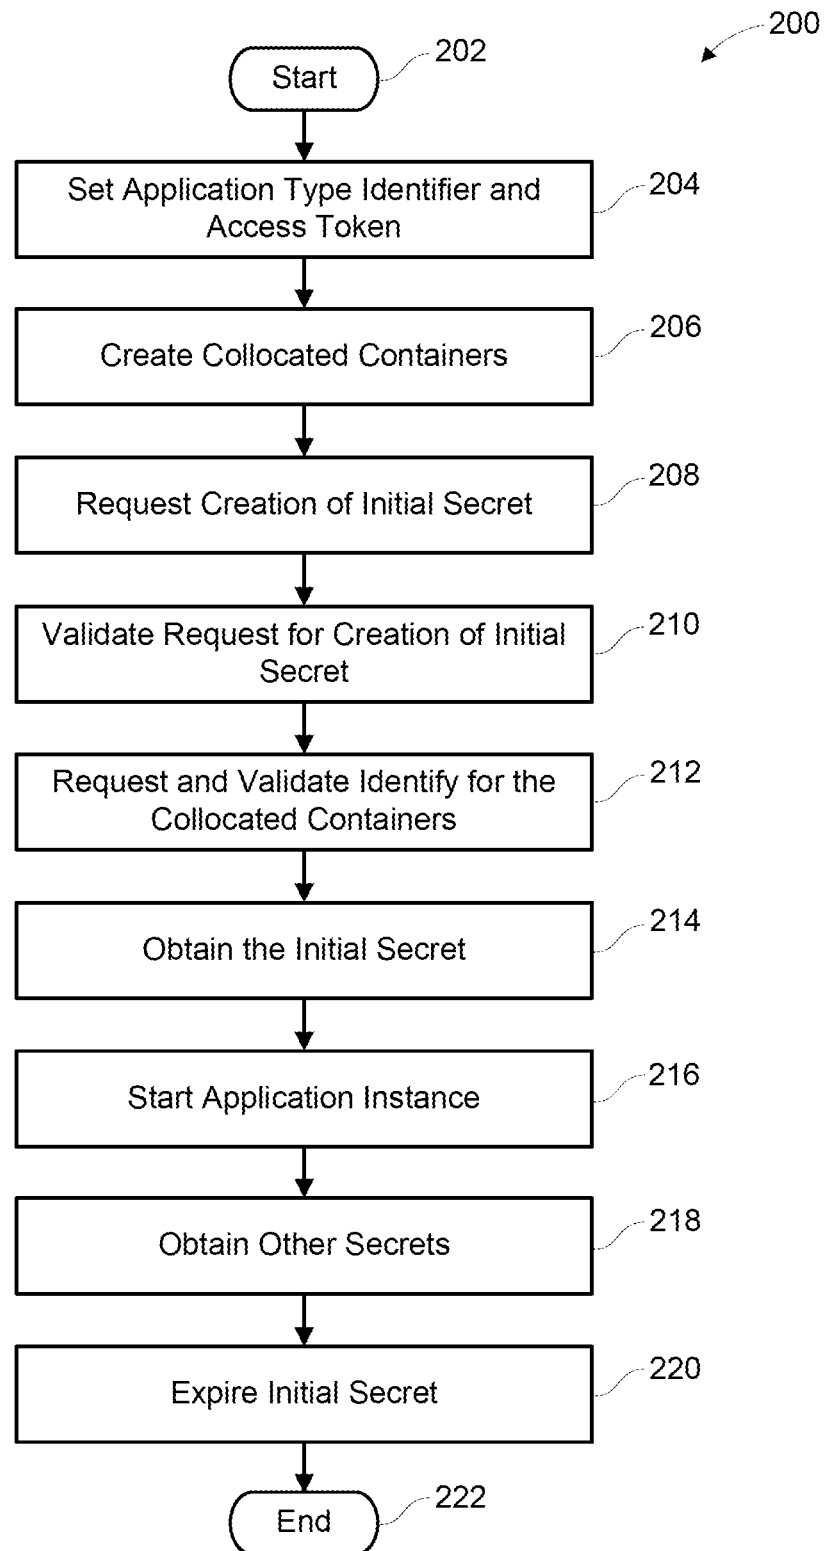 200
Start
202
Set Application Type Identifier and
Access Token
204
Create Collocated Containers
206
Request Creation of Initial Secret
208
Validate Request for Creation of Initial
Secret
210
Request and Validate Identify for the
Collocated Containers
212
Obtain the Initial Secret
214
Start Application Instance
216
Obtain Other Secrets
218
Expire Initial Secret
220
End
222